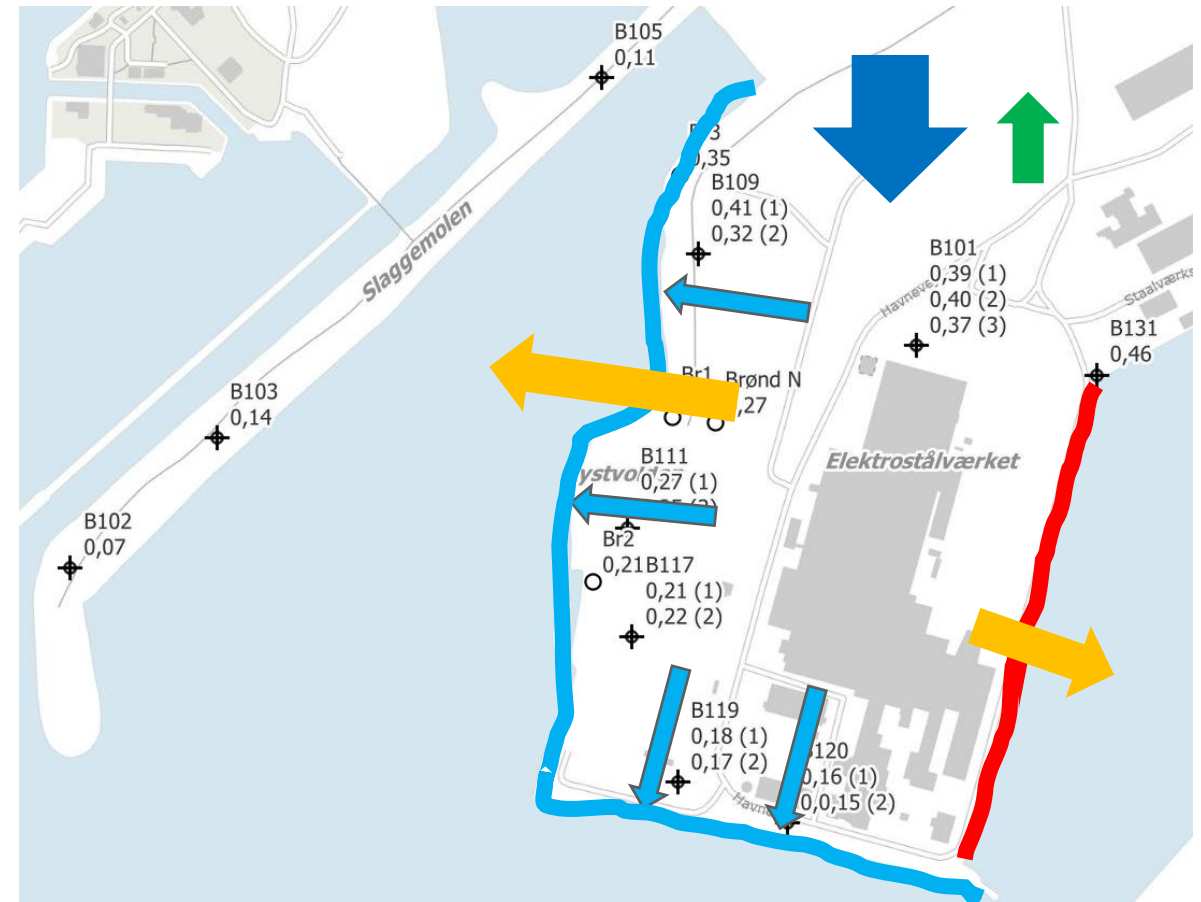 B105
0,11
0,35
B109
0,41 (1)
0,32 (2)
Slaggemolen
B101
0,39 (1)
0,40 (2)
0,37 (3)
Staalværks
B131
0,46
Br1
Brønd N
,27
B103
0,14
B111
0,27 (1)
Elektrostålværket
ystvolden
B102
0,07
Br2
0,21
B117
0,21 (1)
0,22 (2)
B119
0,18 (1)
0,17 (2)
120
0,16 (1)
0,0,15 (2)